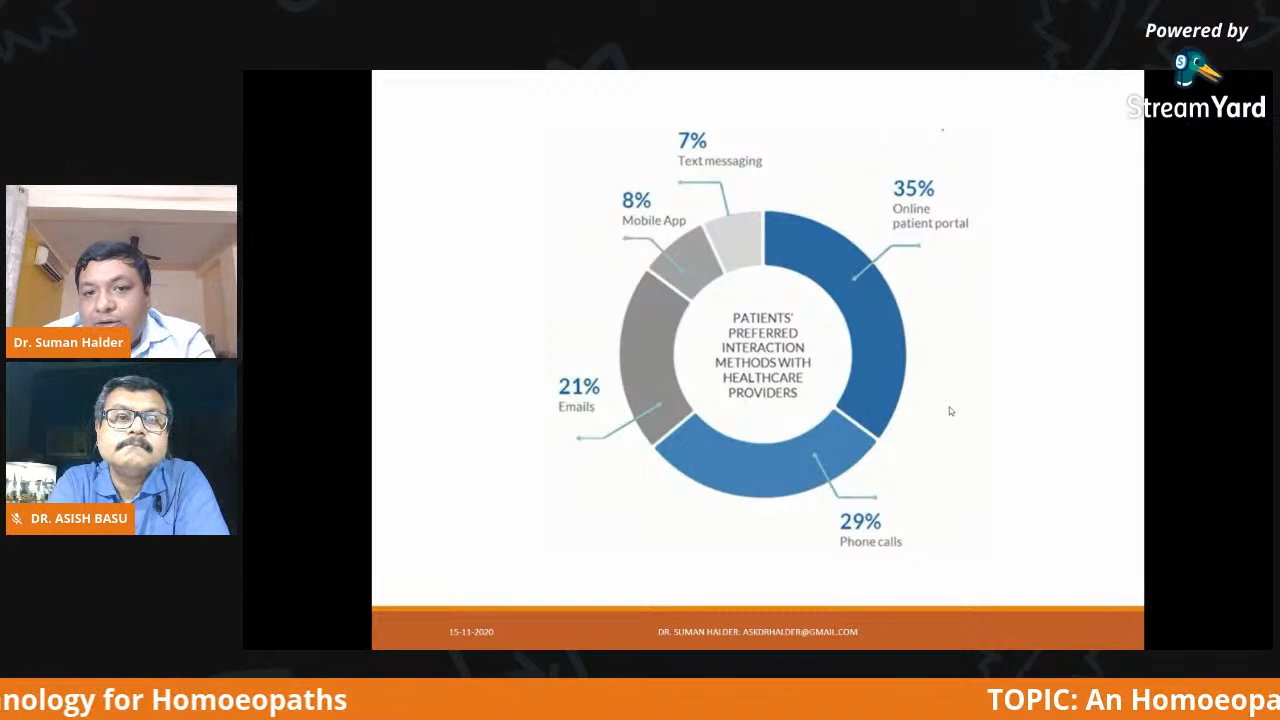 Powered by
StreamYard
7%
Text messaging
8%
Mobile App
35%
Online
patient portal
PATIENTS'
PREFERRED
INTERACTION
METHODS WITH
HEALTHCARE
PROVIDERS
21%
Emails
29%
Phone calls
Dr. Suman Halder
DR. ASISH BASU
15-11-2020
DR. SUMAN HALDER: ASKDRHALDER@GMAIL.COM
nology for Homoeopaths
TOPIC: An Homoeopa